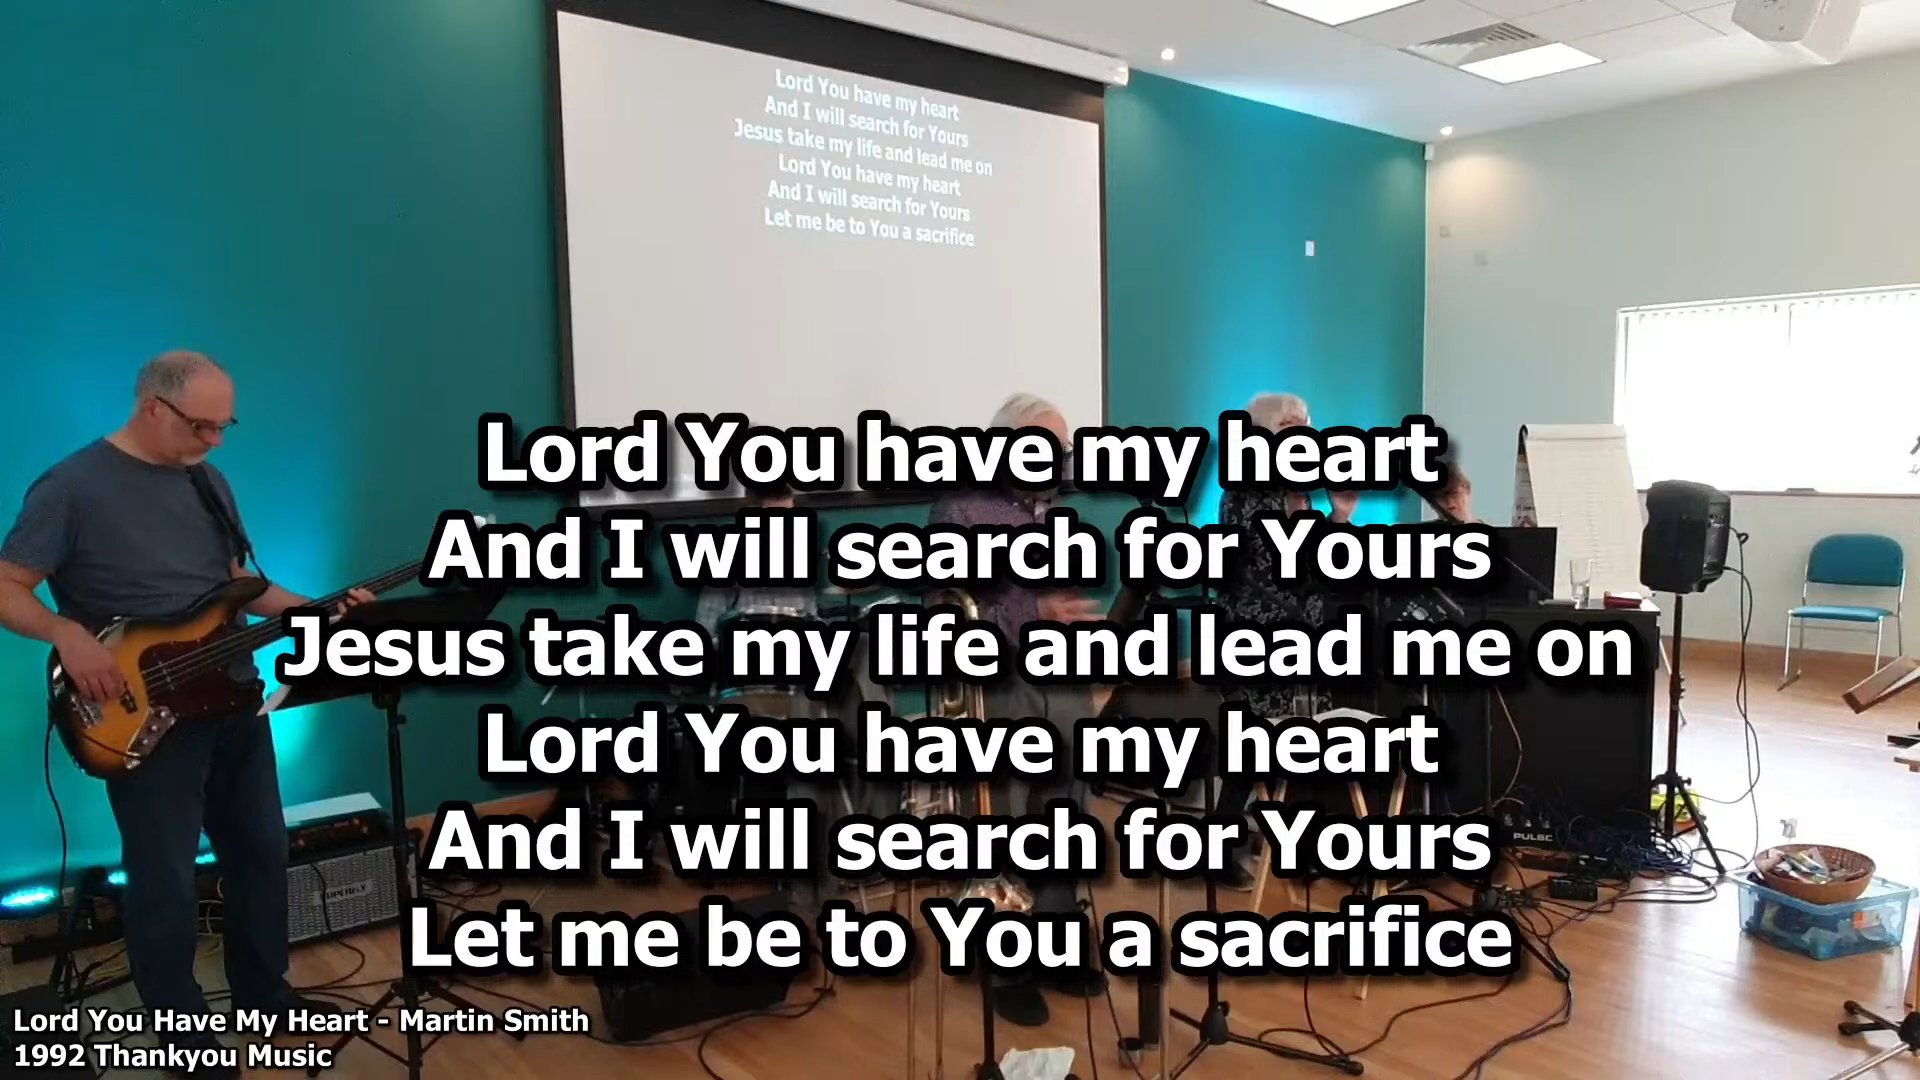 Lord You have my heart
And I will search for Yours
Jesus take my life and lead me on
Lord You have my heart
And I will search for Yours
Let me be to You a sacrifice
Lord You have my heart
And I will search for Yours
Jesus take my life and lead me on
Lord You have my heart
And I will search for Yours
Let me be to You a sacrifice
SUPERFLY
PULSE
Lord You Have My Heart - Martin Smith
1992 Thankyou Music